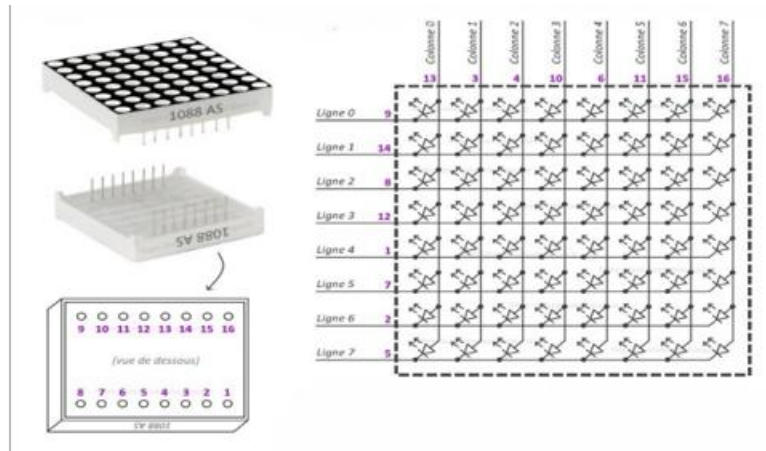 1088 AS
1088 AS
9 10 11 12 13 14 15 16
(vue de dessous)
8 7 6 5 4 3 2 1
1088 AS
Colonne 0
Colonne 1
Colonne 2
Colonne 3
Colonne 4
Colonne 5
Colonne 6
Colonne 7
13 3 4 10 6 11 15 16
Ligne 0 9
Ligne 1 14
Ligne 2 8
Ligne 3 12
Ligne 4 1
Ligne 5 7
Ligne 6 2
Ligne 7 5